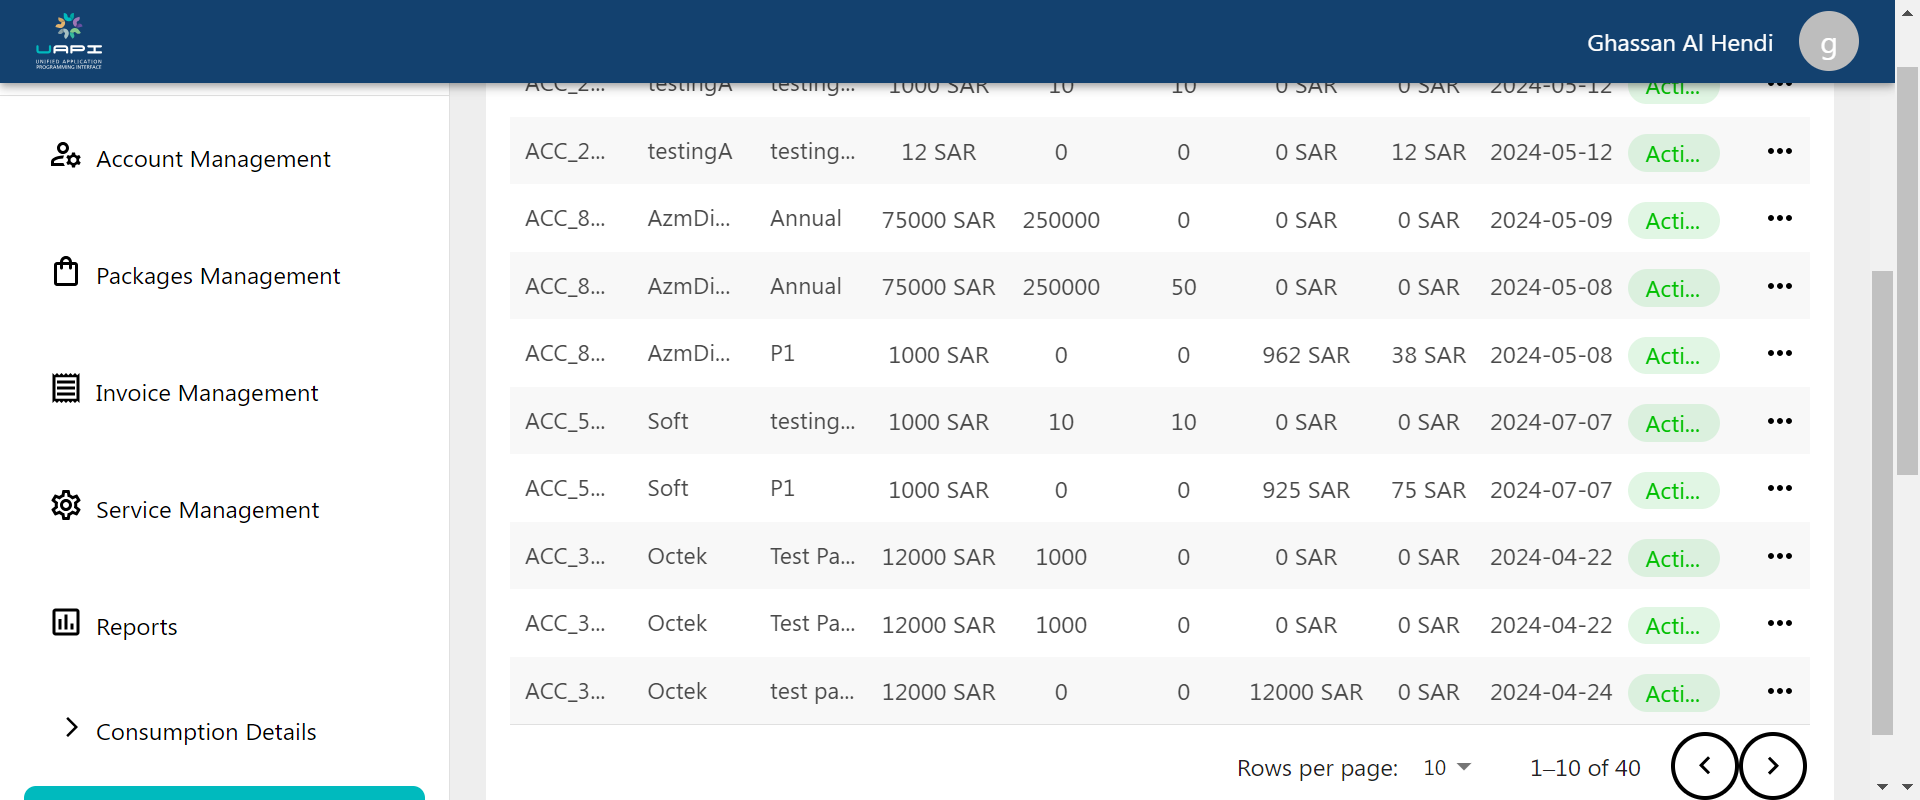 UAPI
UNIFIED APPLICATION
PROGRAMMING INTERFACE
Ghassan Al Hendi
g
Account Management
Packages Management
Invoice Management
Service Management
Reports
Consumption Details
ACC_2... testingA testing... 1000 SAR 10 10 0 SAR 0 SAR 2024-05-12 Acti...
ACC_2... testingA testing... 12 SAR 0 0 0 SAR 12 SAR 2024-05-12 Acti...
ACC_8... AzmDi... Annual 75000 SAR 250000 0 0 SAR 0 SAR 2024-05-09 Acti...
ACC_8... AzmDi... Annual 75000 SAR 250000 50 0 SAR 0 SAR 2024-05-08 Acti...
ACC_8... AzmDi... P1 1000 SAR 0 0 962 SAR 38 SAR 2024-05-08 Acti...
ACC_5... Soft testing... 1000 SAR 10 10 0 SAR 0 SAR 2024-07-07 Acti...
ACC_5... Soft P1 1000 SAR 0 0 925 SAR 75 SAR 2024-07-07 Acti...
ACC_3... Octek Test Pa... 12000 SAR 1000 0 0 SAR 0 SAR 2024-04-22 Acti...
ACC_3... Octek Test Pa... 12000 SAR 1000 0 0 SAR 0 SAR 2024-04-22 Acti...
ACC_3... Octek test pa... 12000 SAR 0 0 12000 SAR 0 SAR 2024-04-24 Acti...
Rows per page: 10 1–10 of 40